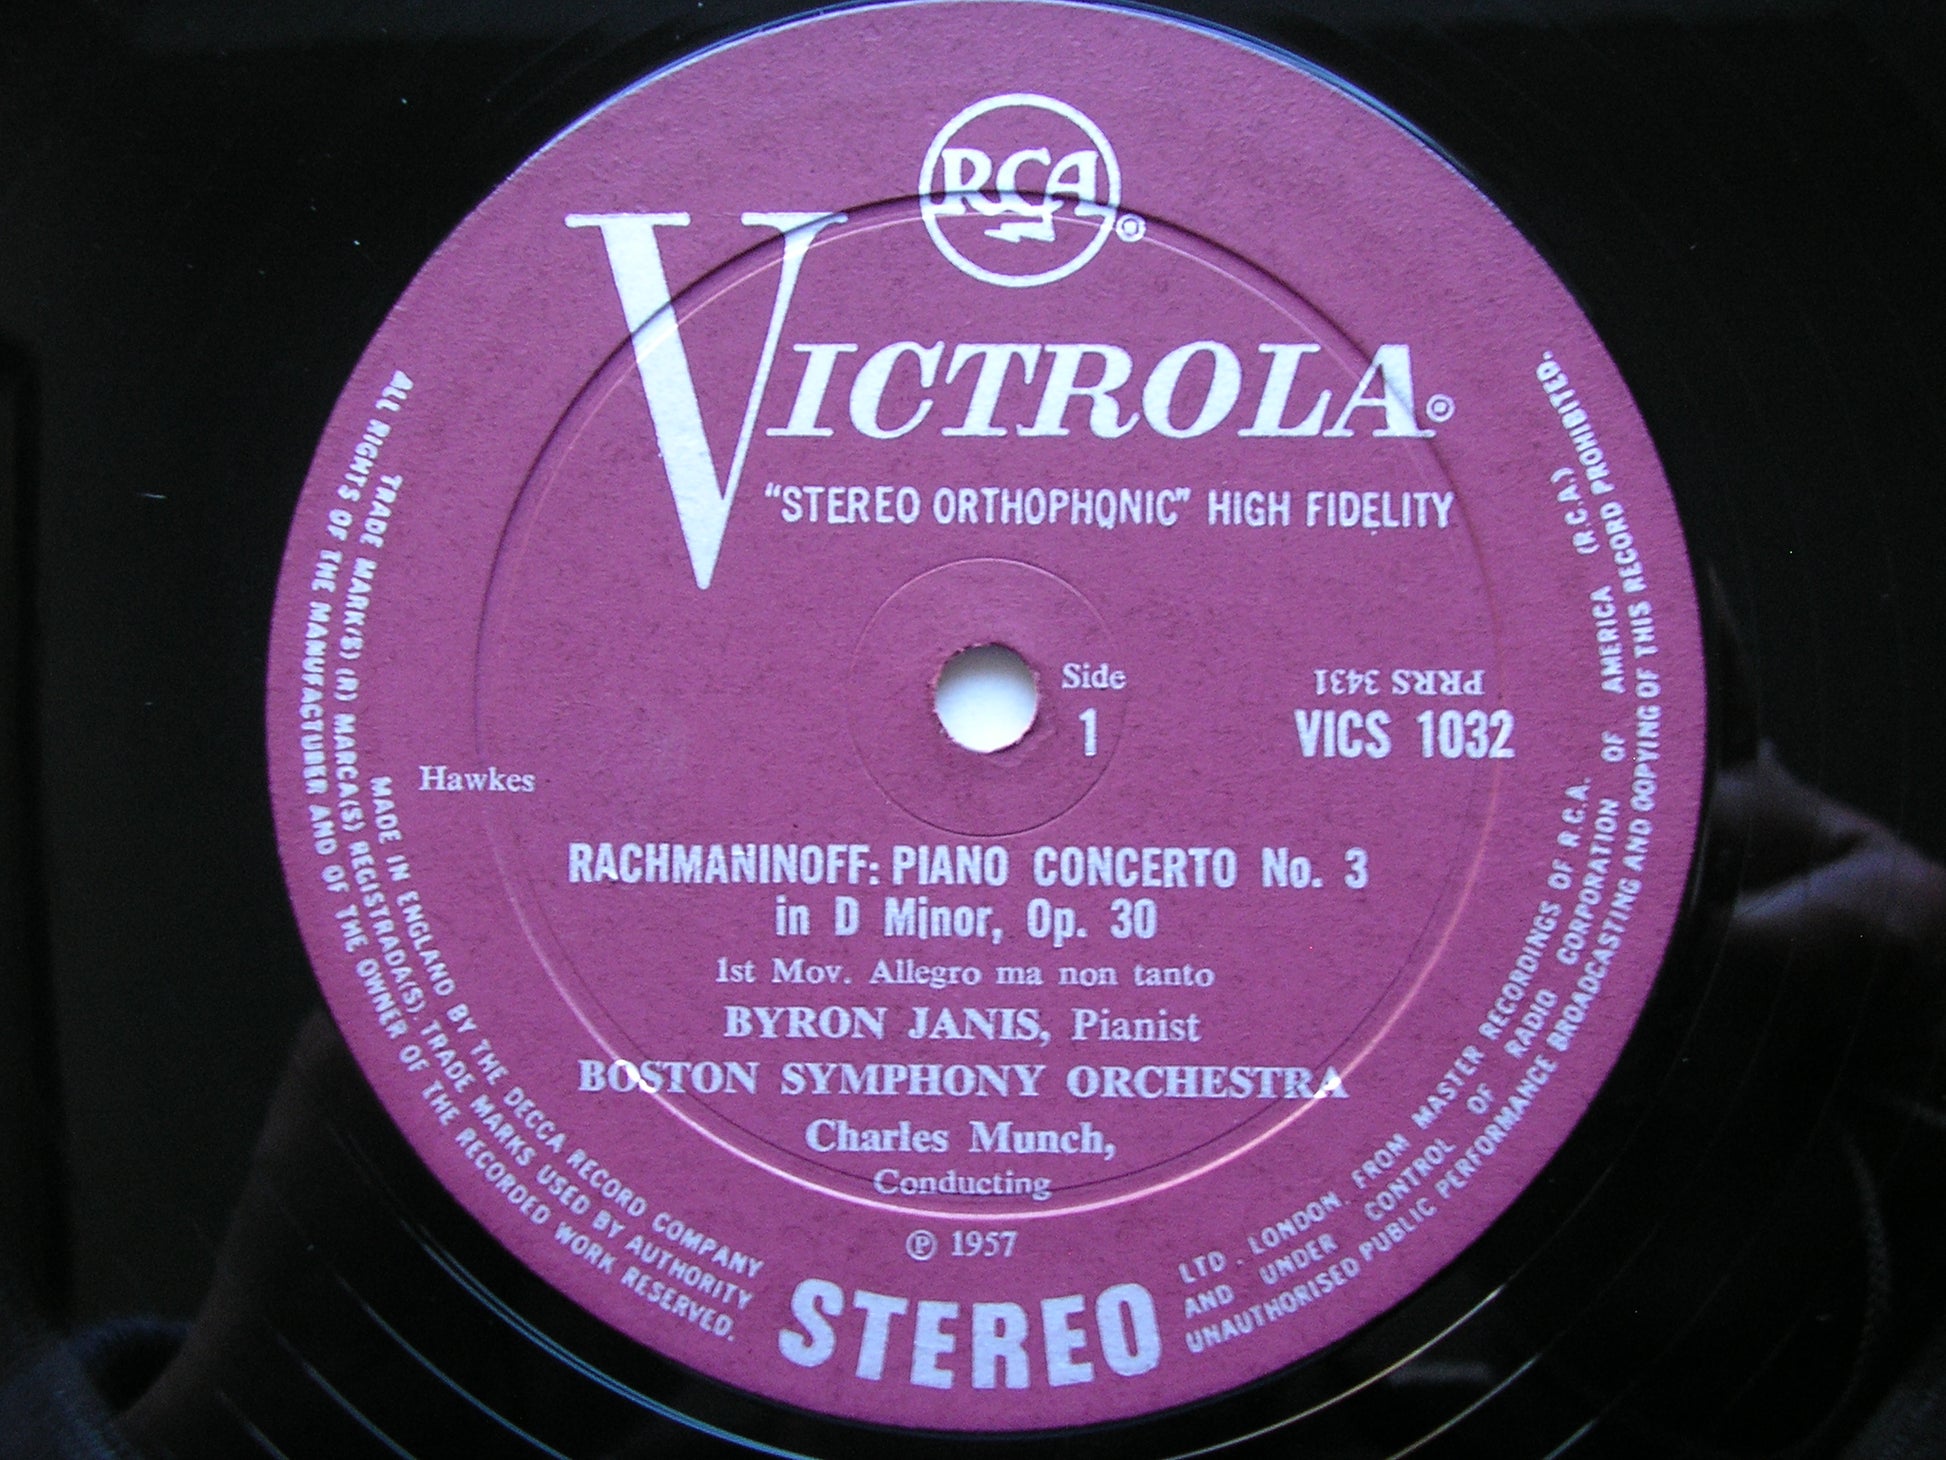 RCA
®
VICTROLA®
"STEREO ORTHOPHONIC" HIGH FIDELITY
Side
1
PRRS 3431
VICS 1032
Hawkes
RACHMANINOFF: PIANO CONCERTO No. 3
in D Minor, Op. 30
1st Mov. Allegro ma non tanto
BYRON JANIS, Pianist
BOSTON SYMPHONY ORCHESTRA
Charles Munch,
Conducting
℗ 1957
STEREO
MADE IN ENGLAND BY THE DECCA RECORD COMPANY LTD. LONDON. FROM MASTER RECORDINGS OF R.C.A.
TRADE MARK(S) (R) MARCA(S) REGISTRADA(S). TRADE MARKS USED BY AUTHORITY AND UNDER CONTROL OF RADIO CORPORATION OF AMERICA (R.C.A.)
ALL RIGHTS OF THE MANUFACTURER AND OF THE OWNER OF THE RECORDED WORK RESERVED. UNAUTHORISED PUBLIC PERFORMANCE BROADCASTING AND COPYING OF THIS RECORD PROHIBITED.